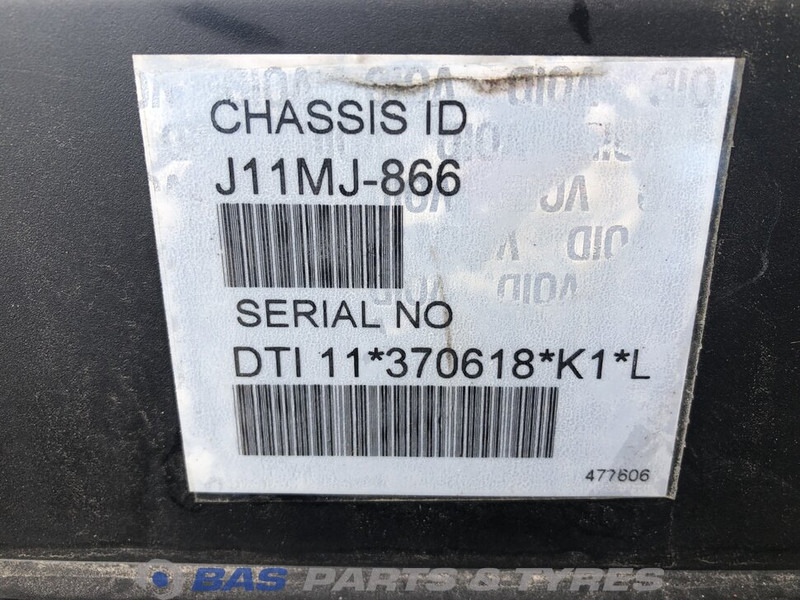 CHASSIS ID
J11MJ-866
SERIAL NO
DTI 11*370618*K1*L
477606
BAS PARTS & TYRES